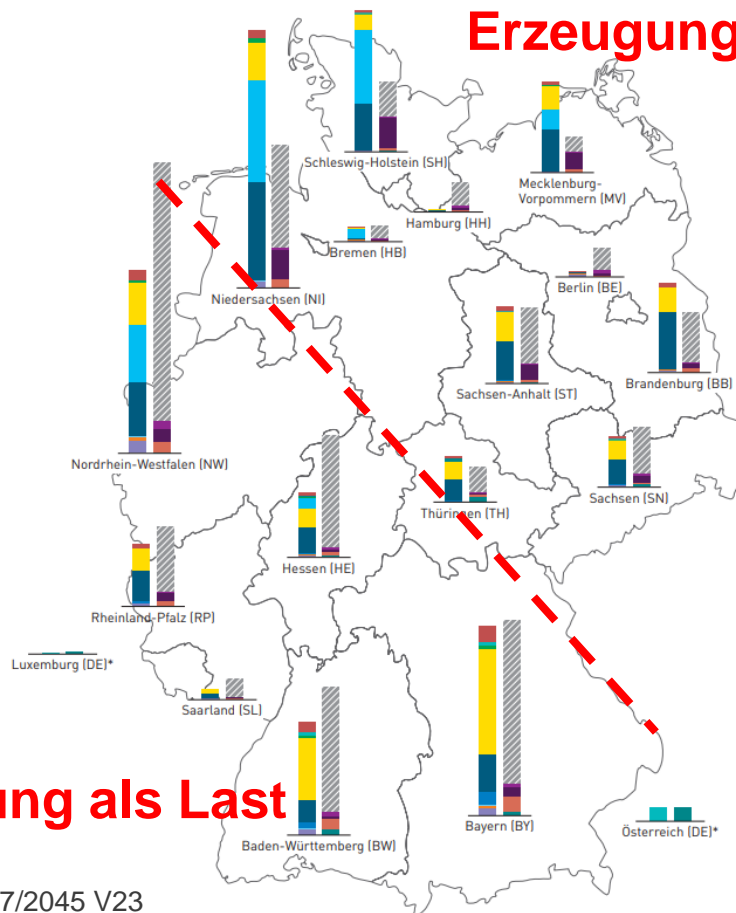 Erzeugung
Schleswig-Holstein (SH)
Mecklenburg-
Vorpommern (MV)
Hamburg (HH)
Bremen (HB)
Berlin (BE)
Niedersachsen (NI)
Sachsen-Anhalt (ST)
Brandenburg (BB)
Nordrhein-Westfalen (NW)
Sachsen (SN)
Thüringen (TH)
Hessen (HE)
Rheinland-Pfalz (RP)
Luxemburg (DE)*
Saarland (SL)
ung als Last
Bayern (BY)
Österreich (DE)*
Baden-Württemberg (BW)
7/2045 V23